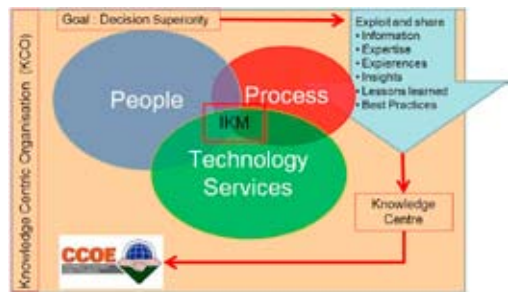 Knowledge Centric Organisation (KCO)
Goal : Decision Superiority
People
Process
IKM
Technology
Services
Exploit and share
• Information
• Expertise
• Expierences
• Insights
• Lessons learned
• Best Practices
Knowledge
Centre
CCOE